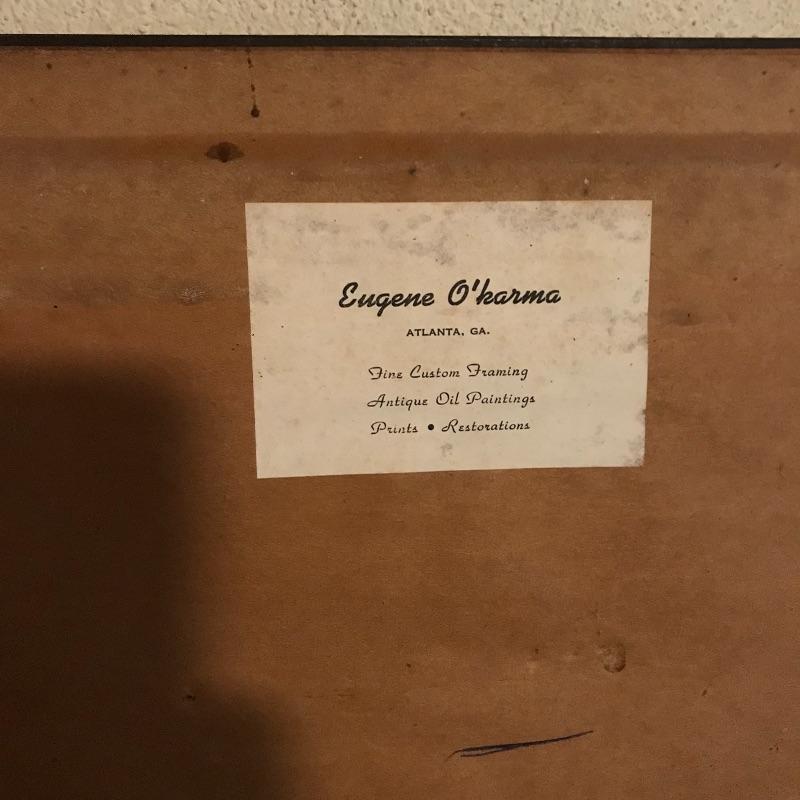 Eugene O'karma
ATLANTA, GA.
Fine Custom Framing
Antique Oil Paintings
Prints • Restorations